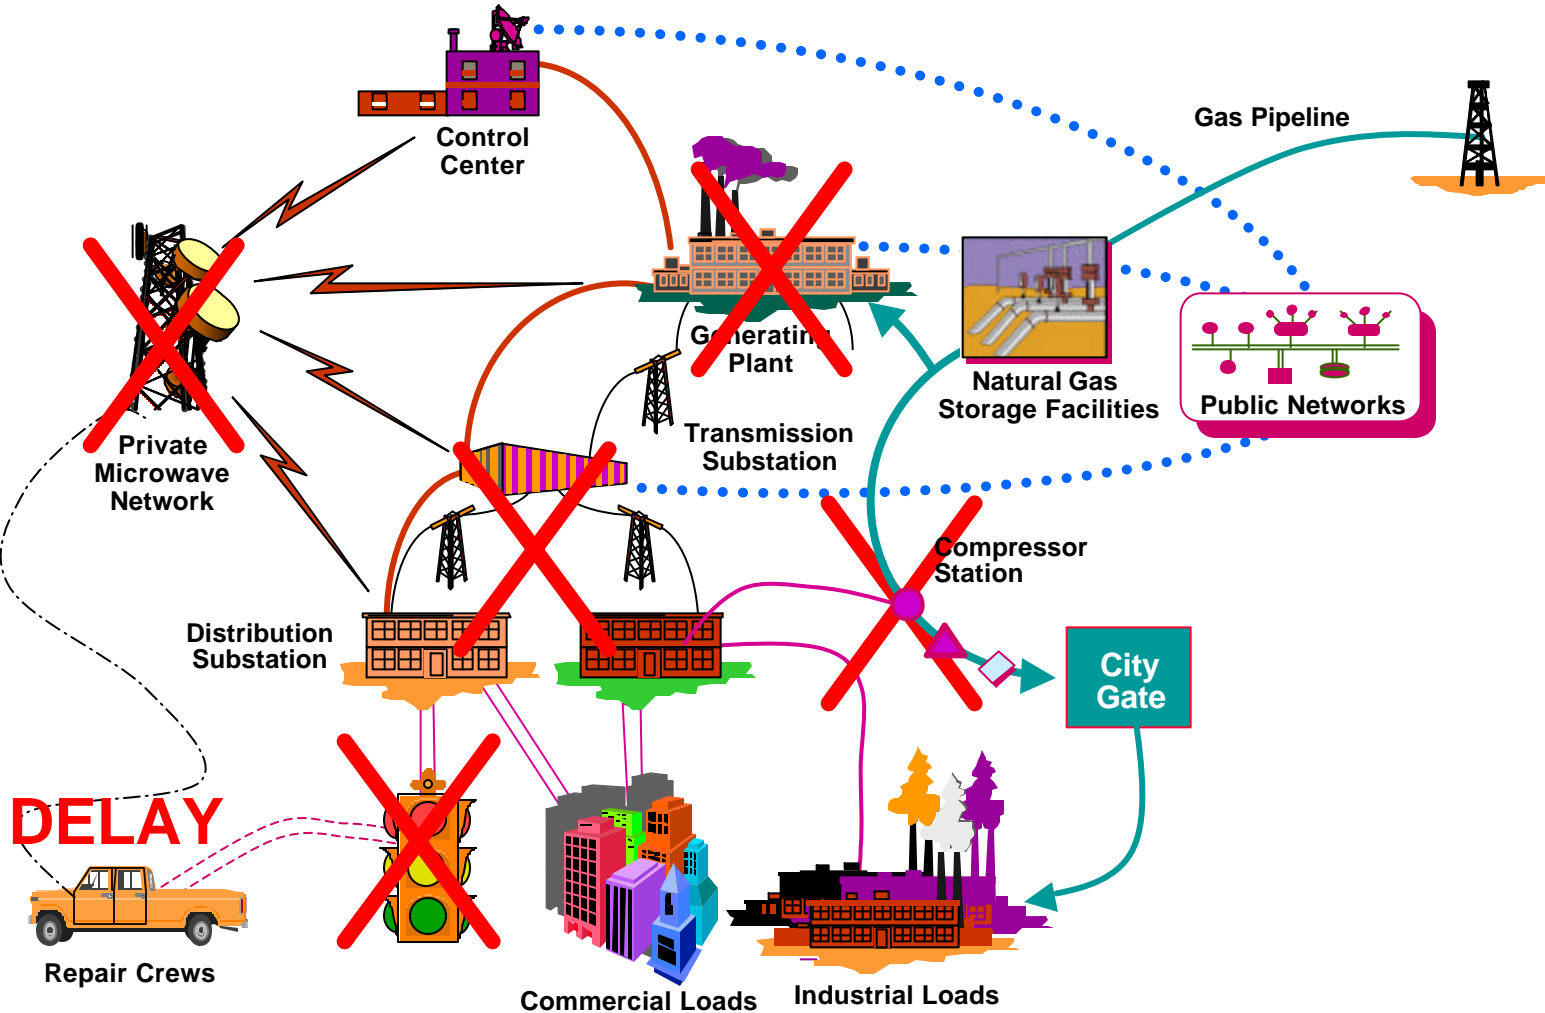 Control
Center
Gas Pipeline
Generating
Plant
Natural Gas
Storage Facilities
Public Networks
Private
Microwave
Network
Transmission
Substation
Compressor
Station
Distribution
Substation
City
Gate
DELAY
Repair Crews
Commercial Loads
Industrial Loads